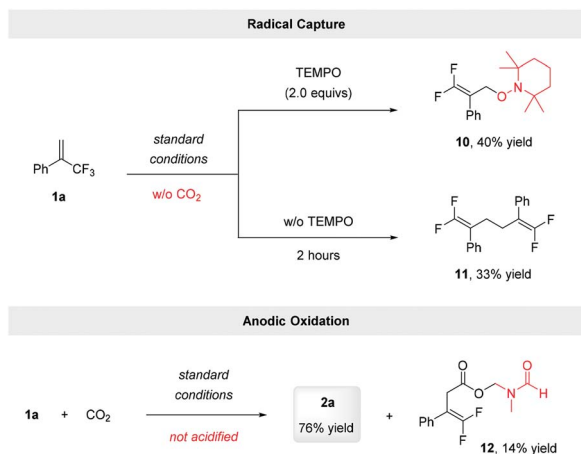 Radical Capture
TEMPO
(2.0 equivs)
F
F
Ph
O
N
10, 40% yield
standard
conditions
Ph
CF3
1a
w/o CO2
w/o TEMPO
2 hours
F
F
Ph
Ph
F
F
11, 33% yield
Anodic Oxidation
standard
conditions
1a + CO2
not acidified
2a
76% yield
+
O
O
N
O
H
Ph
F
F
12, 14% yield